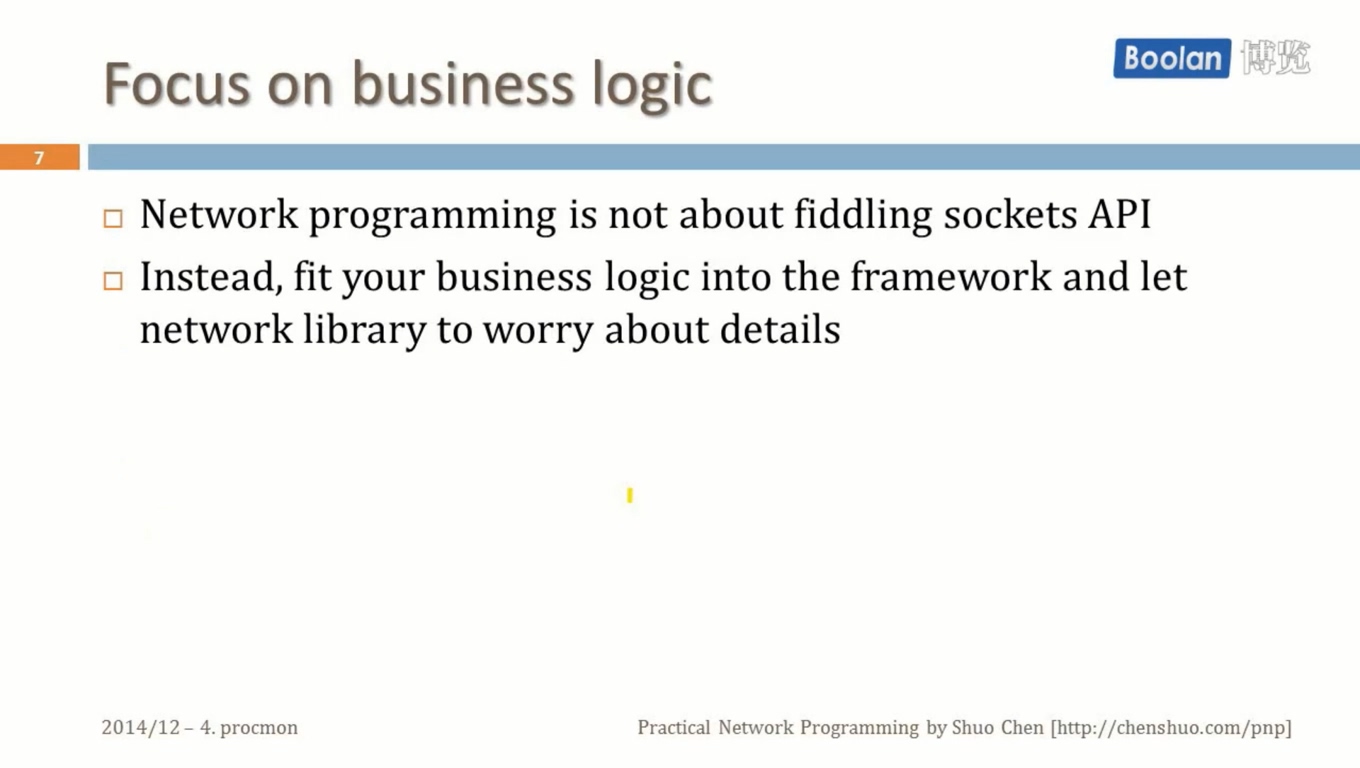 Focus on business logic
Boolan 博览
7
Network programming is not about fiddling sockets API
Instead, fit your business logic into the framework and let
network library to worry about details
2014/12 – 4. procmon
Practical Network Programming by Shuo Chen [http://chenshuo.com/pnp]